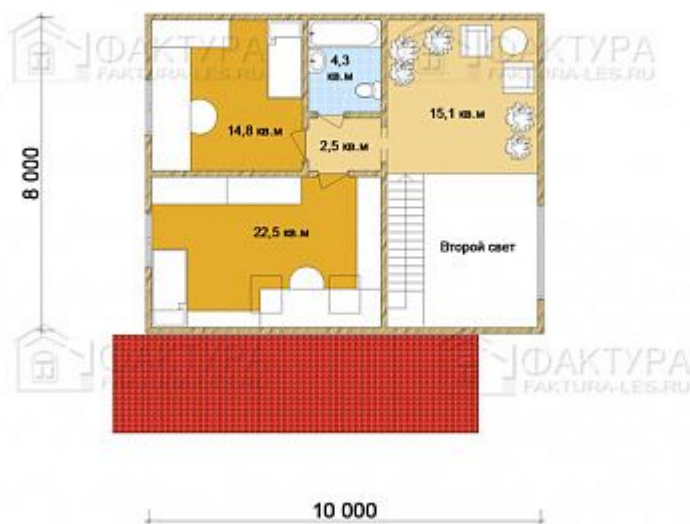 ФАКТУРА
FAKTURA-LES.RU
ФАКТУРА
FAKTURA-LES.RU
4,3
кв.м
14,8 кв.м
2,5 кв.м
15,1 кв.м
8 000
22,5 кв.м
Второй свет
ФАКТУРА
FAKTURA-LES.RU
ФАКТУРА
FAKTURA-LES.RU
10 000